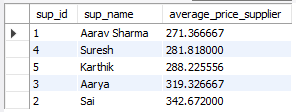 sup_id sup_name average_price_supplier
1 Aarav Sharma 271.366667
4 Suresh 281.818000
5 Karthik 288.225556
3 Aarya 319.326667
2 Sai 342.672000